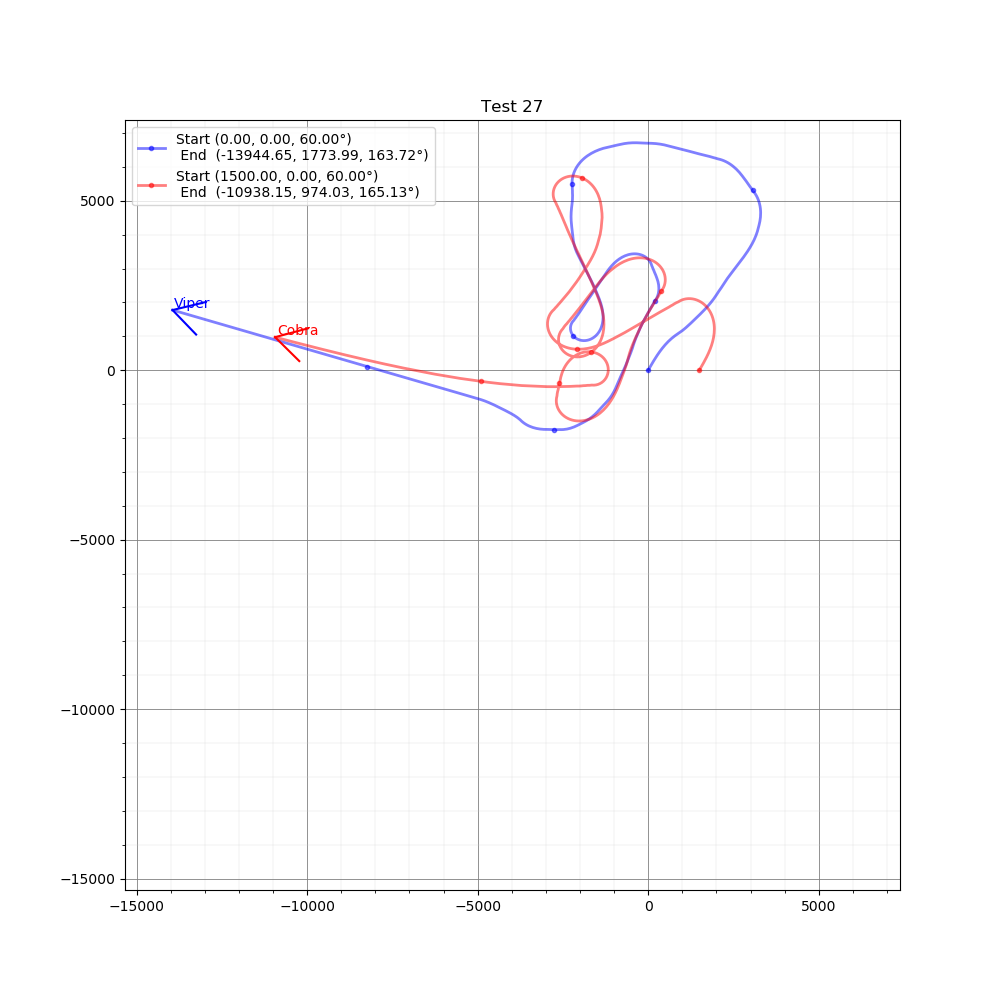 Test 27
Start (0.00, 0.00, 60.00°)
End (-13944.65, 1773.99, 163.72°)
Start (1500.00, 0.00, 60.00°)
End (-10938.15, 974.03, 165.13°)
Viper
Cobra
5000
0
−5000
−10000
−15000
−15000 −10000 −5000 0 5000